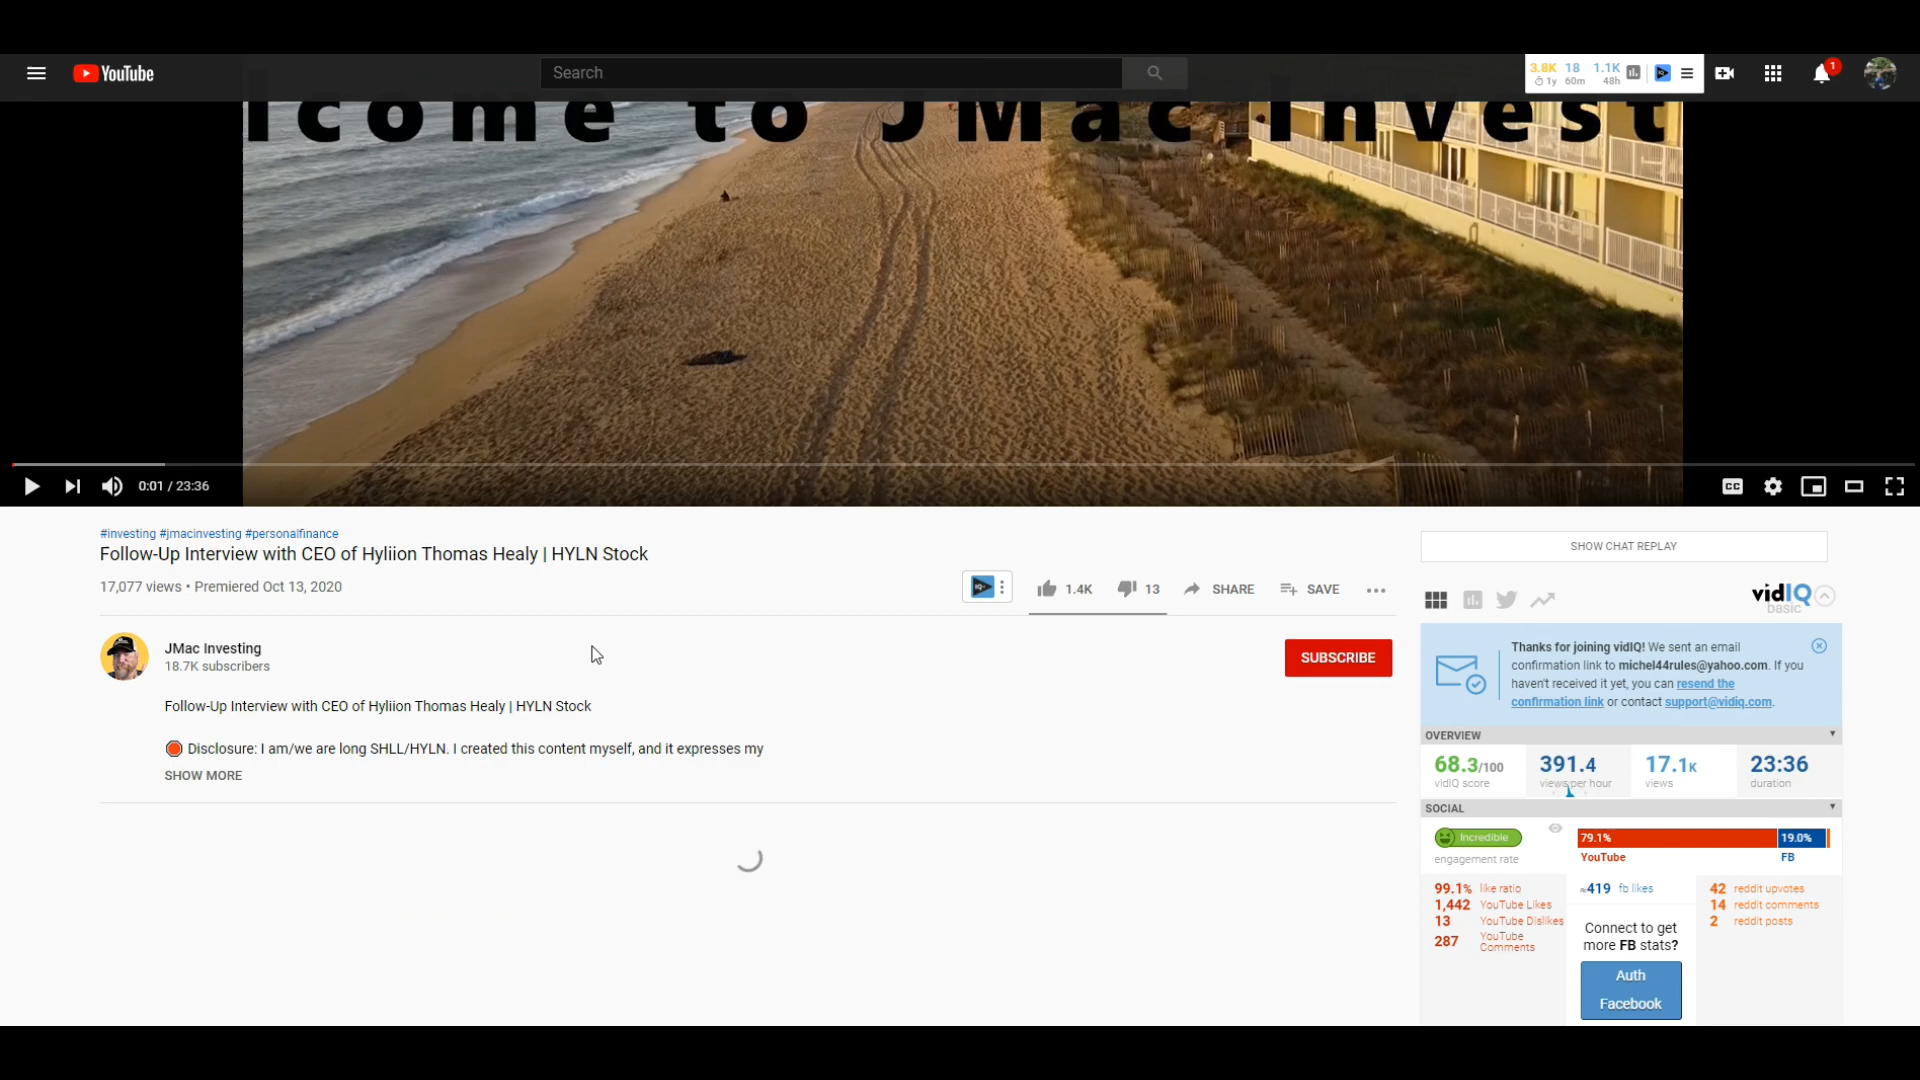 YouTube
Search
3.8K 18 1.1K
1y 60m 48h
1
lcome to JMac Invest
0:01 / 23:36
CC
#investing #jmacinvesting #personalfinance
Follow-Up Interview with CEO of Hyliion Thomas Healy | HYLN Stock
17,077 views • Premiered Oct 13, 2020
1.4K 13 SHARE SAVE
JMac Investing
18.7K subscribers
SUBSCRIBE
Follow-Up Interview with CEO of Hyliion Thomas Healy | HYLN Stock
Disclosure: I am/we are long SHLL/HYLN. I created this content myself, and it expresses my
SHOW MORE
SHOW CHAT REPLAY
vidIQ
basic
Thanks for joining vidIQ! We sent an email
confirmation link to michel44rules@yahoo.com. If you
haven't received it yet, you can resend the
confirmation link or contact support@vidiq.com.
OVERVIEW
68.3/100 391.4 17.1K 23:36
vidIQ score views per hour views duration
SOCIAL
Incredible
engagement rate
79.1% 19.0%
YouTube FB
99.1% like ratio
1,442 YouTube Likes
13 YouTube Dislikes
287 YouTube
Comments
≈419 fb likes
Connect to get
more FB stats?
Auth
Facebook
42 reddit upvotes
14 reddit comments
2 reddit posts